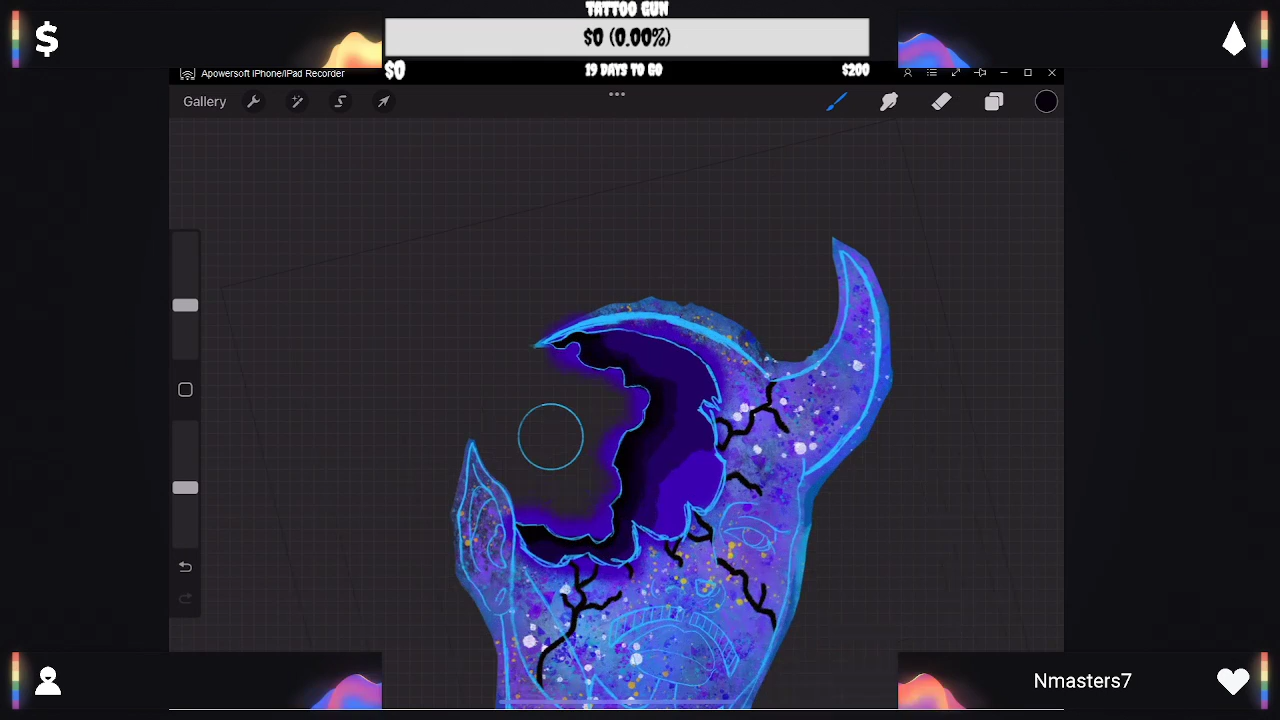 TATTOO GUN
$0 (0.00%)
$0 19 DAYS TO GO $200
Apowersoft iPhone/iPad Recorder
Gallery
Nmasters7